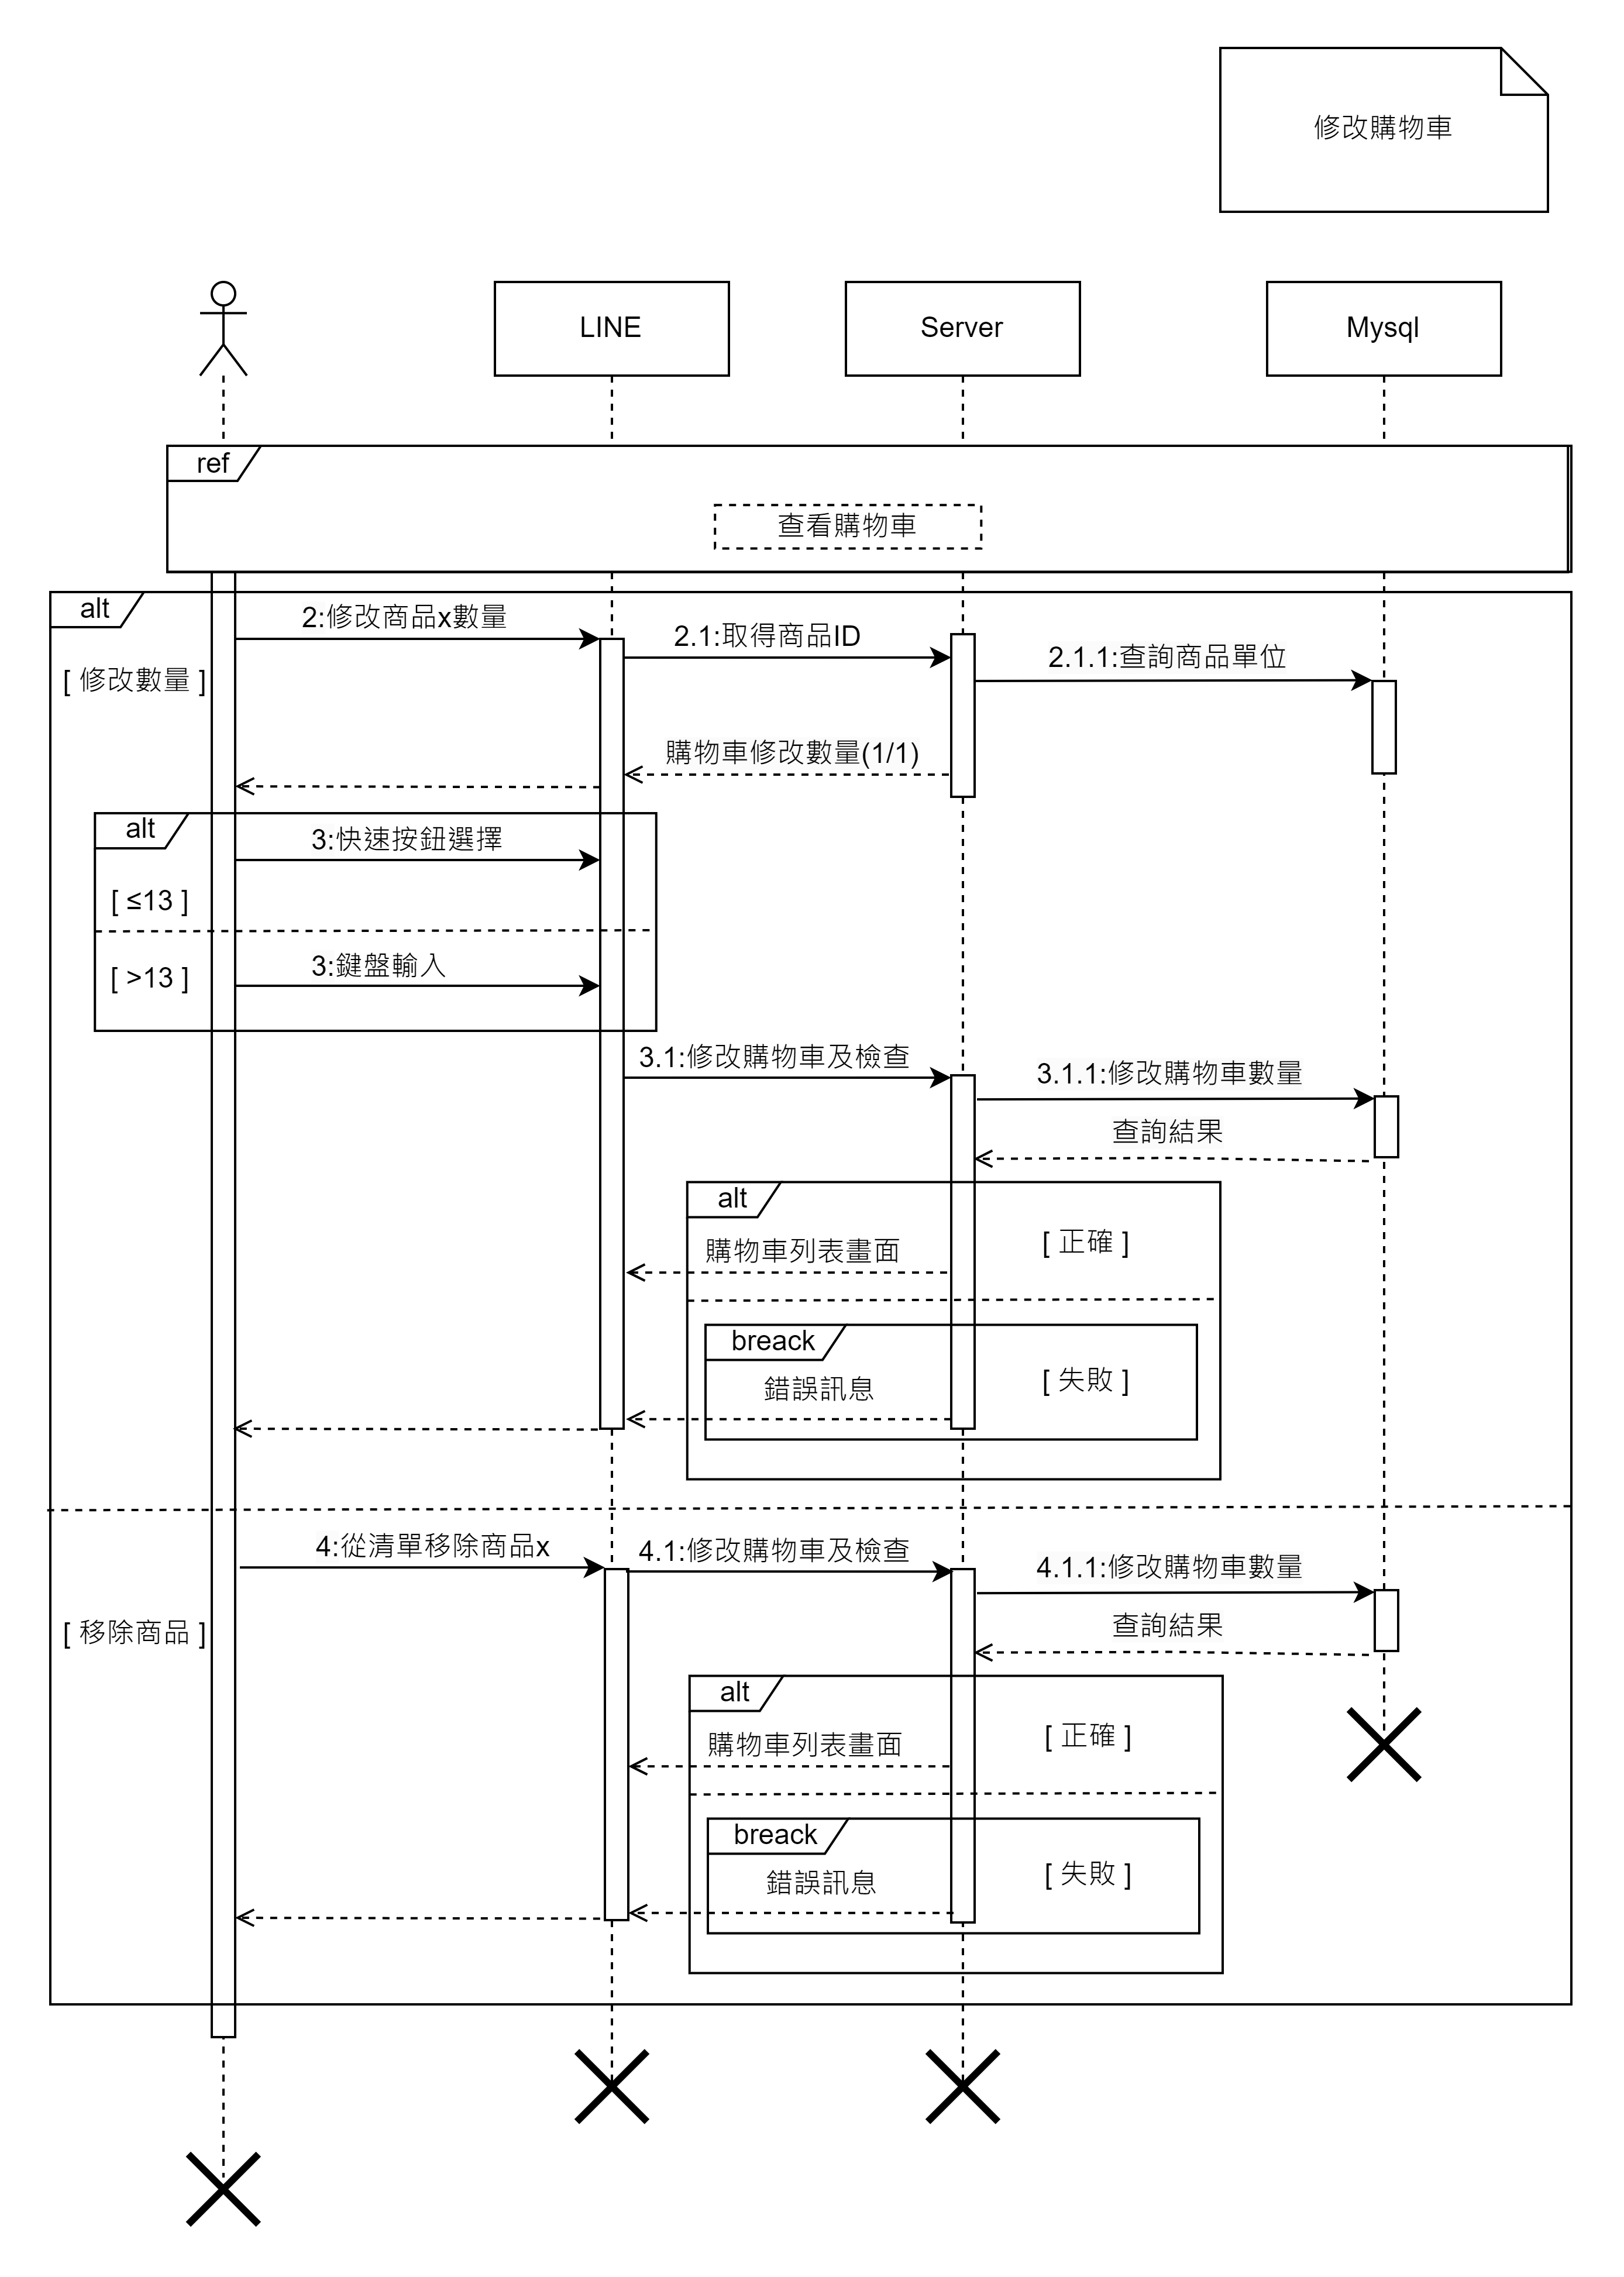 修改購物車
LINE
Server
Mysql
ref
查看購物車
alt
2:修改商品x數量
2.1:取得商品ID
2.1.1:查詢商品單位
[ 修改數量 ]
購物車修改數量(1/1)
alt
3:快速按鈕選擇
[ ≤13 ]
3:鍵盤輸入
[ >13 ]
3.1:修改購物車及檢查
3.1.1:修改購物車數量
查詢結果
alt
[ 正確 ]
購物車列表畫面
breack
[ 失敗 ]
錯誤訊息
4:從清單移除商品x
4.1:修改購物車及檢查
4.1.1:修改購物車數量
[ 移除商品 ]
查詢結果
alt
[ 正確 ]
購物車列表畫面
breack
[ 失敗 ]
錯誤訊息